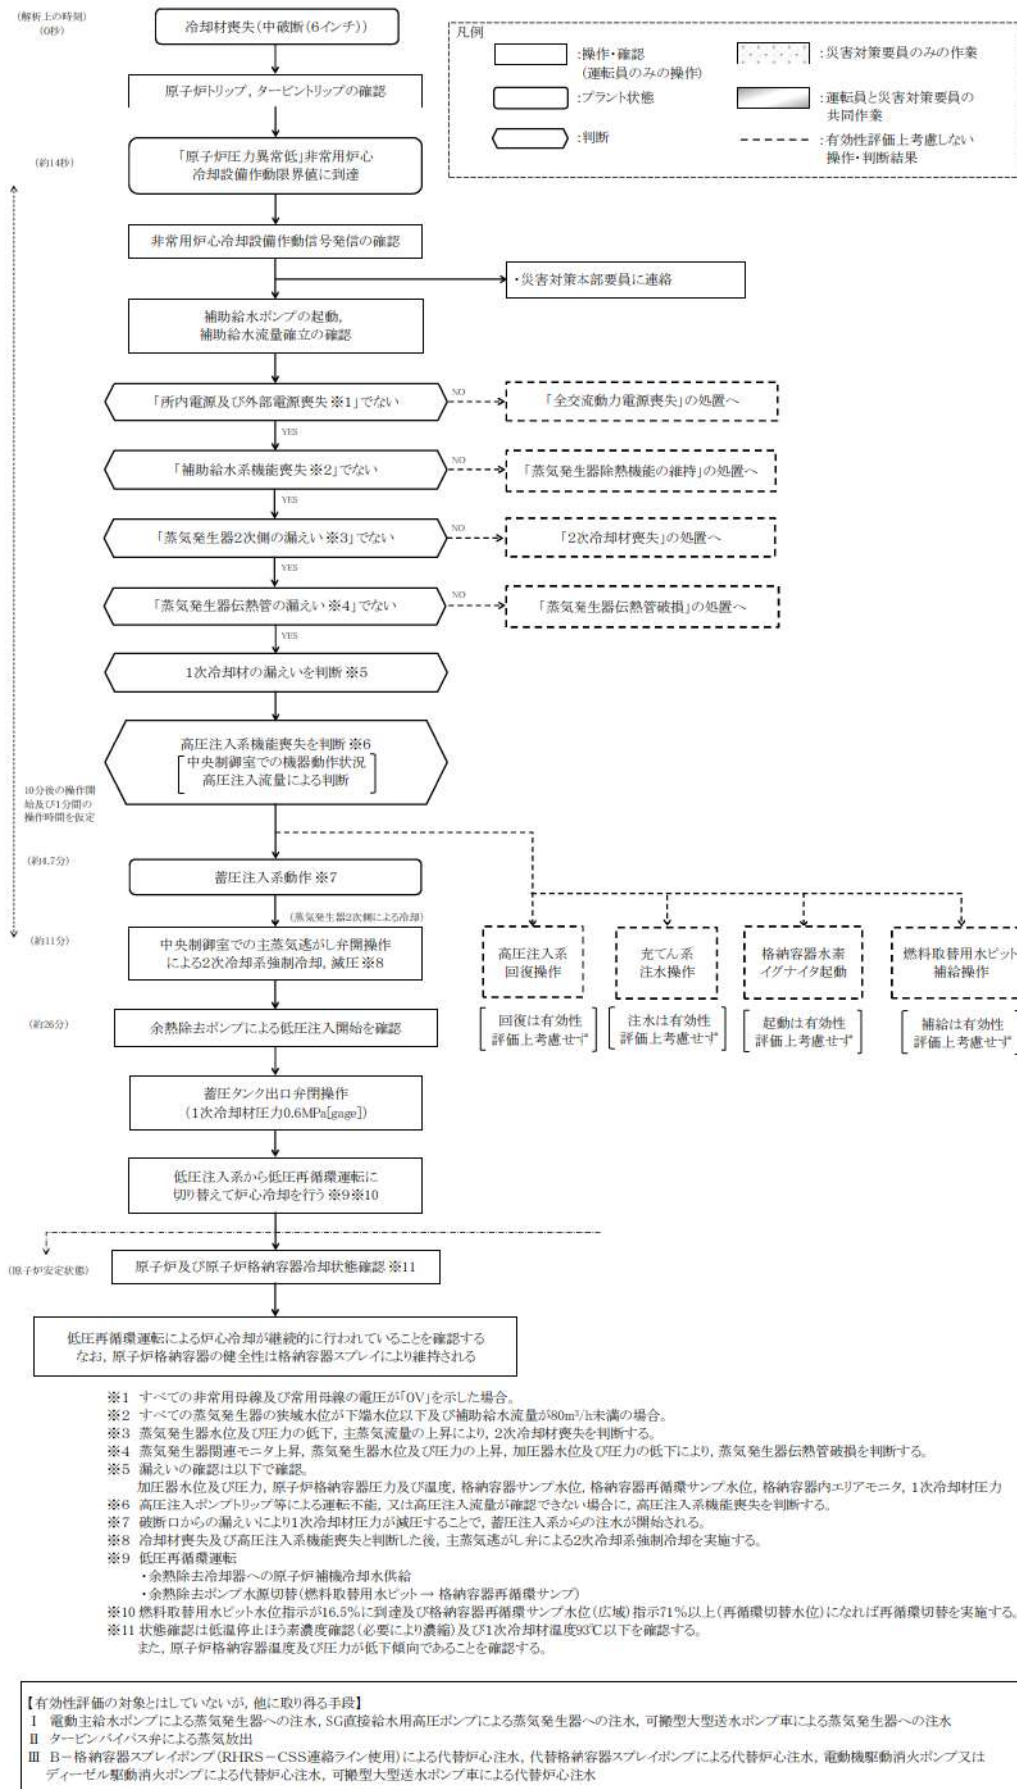 (解析上の時刻)
(0秒)
冷却材喪失(中破断(6インチ))
凡例
:操作・確認
(運転員のみの操作)
:災害対策要員のみの作業
:プラント状態
:運転員と災害対策要員の
共同作業
:判断
:有効性評価上考慮しない
操作・判断結果
原子炉トリップ，タービントリップの確認
(約14秒)
「原子炉圧力異常低」非常用炉心
冷却設備作動限界値に到達
非常用炉心冷却設備作動信号発信の確認
・災害対策本部要員に連絡
補助給水ポンプの起動，
補助給水流量確立の確認
「所内電源及び外部電源喪失※1」でない
NO
「全交流動力電源喪失」の処置へ
YES
「補助給水系機能喪失※2」でない
NO
「蒸気発生器除熱機能の維持」の処置へ
YES
「蒸気発生器2次側の漏えい※3」でない
NO
「2次冷却材喪失」の処置へ
YES
「蒸気発生器伝熱管の漏えい※4」でない
NO
「蒸気発生器伝熱管破損」の処置へ
YES
1次冷却材の漏えいを判断※5
高圧注入系機能喪失を判断※6
中央制御室での機器動作状況
高圧注入流量による判断
10分後の操作開
始及び1分間の
操作時間を仮定
(約4.7分)
蓄圧注入系動作※7
(蒸気発生器2次側による冷却)
(約11分)
中央制御室での主蒸気逃がし弁開操作
による2次冷却系強制冷却，減圧※8
高圧注入系
回復操作
充てん系
注水操作
格納容器水素
イグナイタ起動
燃料取替用水ピット
補給操作
回復は有効性
評価上考慮せず
注水は有効性
評価上考慮せず
起動は有効性
評価上考慮せず
補給は有効性
評価上考慮せず
(約26分)
余熱除去ポンプによる低圧注入開始を確認
蓄圧タンク出口弁閉操作
(1次冷却材圧力0.6MPa[gage])
低圧注入系から低圧再循環運転に
切り替えて炉心冷却を行う※9※10
(原子炉安定状態)
原子炉及び原子炉格納容器冷却状態確認※11
低圧再循環運転による炉心冷却が継続的に行われていることを確認する
なお，原子炉格納容器の健全性は格納容器スプレイにより維持される
※1 すべての非常用母線及び常用母線の電圧が「0V」を示した場合。
※2 すべての蒸気発生器の狭域水位が下端水位以下及び補助給水流量が80m³/h未満の場合。
※3 蒸気発生器水位及び圧力の低下，主蒸気流量の上昇により，2次冷却材喪失を判断する。
※4 蒸気発生器関連モニタ上昇，蒸気発生器水位及び圧力の上昇，加圧器水位及び圧力の低下により，蒸気発生器伝熱管破損を判断する。
※5 漏えいの確認は以下で確認。
加圧器水位及び圧力，原子炉格納容器圧力及び温度，格納容器サンプ水位，格納容器再循環サンプ水位，格納容器内エリアモニタ，1次冷却材圧力
※6 高圧注入ポンプトリップ等による運転不能，又は高圧注入流量が確認できない場合に，高圧注入系機能喪失を判断する。
※7 破断口からの漏えいにより1次冷却材圧力が減圧することで，蓄圧注入系からの注水が開始される。
※8 冷却材喪失及び高圧注入系機能喪失と判断した後，主蒸気逃がし弁による2次冷却系強制冷却を実施する。
※9 低圧再循環運転
・余熱除去冷却器への原子炉補機冷却水供給
・余熱除去ポンプ水源切替(燃料取替用水ピット→格納容器再循環サンプ)
※10 燃料取替用水ピット水位指示が16.5%に到達及び格納容器再循環サンプ水位(広域)指示71%以上(再循環切替水位)になれば再循環切替を実施する。
※11 状態確認は低温停止ほう素濃度確認(必要により濃縮)及び1次冷却材温度93℃以下を確認する。
また，原子炉格納容器温度及び圧力が低下傾向であることを確認する。
【有効性評価の対象とはしていないが，他に取り得る手段】
Ⅰ 電動主給水ポンプによる蒸気発生器への注水，SG直接給水用高圧ポンプによる蒸気発生器への注水，可搬型大型送水ポンプ車による蒸気発生器への注水
Ⅱ タービンバイパス弁による蒸気放出
Ⅲ B－格納容器スプレイポンプ(RHRS－CSS連絡ライン使用)による代替炉心注水，代替格納容器スプレイポンプによる代替炉心注水，電動機駆動消火ポンプ又は
ディーゼル駆動消火ポンプによる代替炉心注水，可搬型大型送水ポンプ車による代替炉心注水